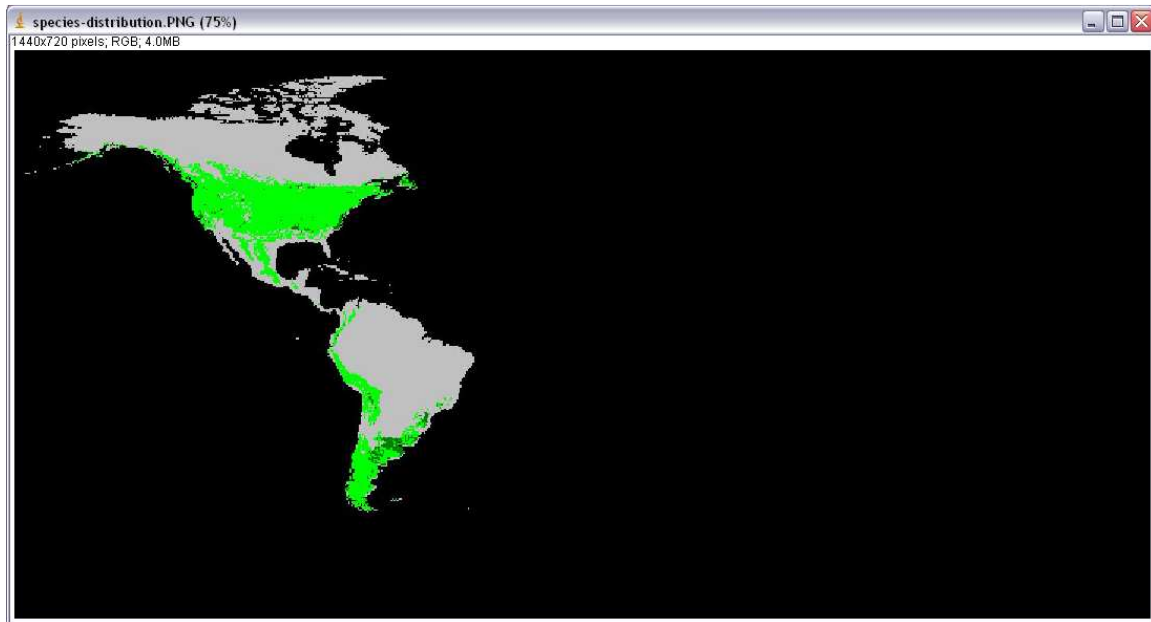 species-distribution.PNG (75%)
1440x720 pixels; RGB; 4.0MB